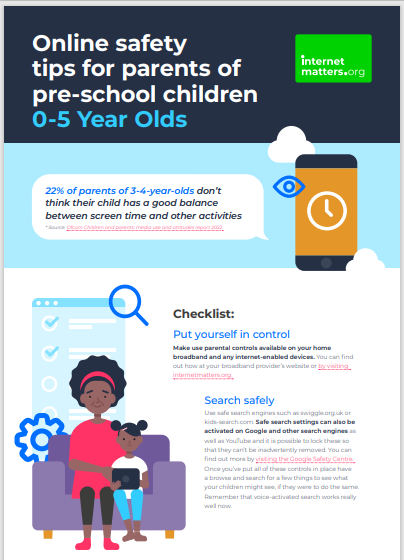 Online safety
tips for parents of
pre-school children
0-5 Year Olds
internet
matters.org
22% of parents of 3-4-year-olds don't
think their child has a good balance
between screen time and other activities
* Source: Ofcom, Children and parents: media use and attitudes report 2022
Checklist:
Put yourself in control
Make use parental controls available on your home
broadband and any internet-enabled devices. You can find
out how at your broadband provider's website or by visiting
internetmatters.org.
Search safely
Use safe search engines such as swiggle.org.uk or
kids-search.com. Safe search settings can also be
activated on Google and other search engines as
well as YouTube and it is possible to lock these so
that they can't be inadvertently removed. You can
find out more by visiting the Google Safety Centre.
Once you've put all of these controls in place have
a browse and search for a few things to see what
your children might see, if they were to do the same.
Remember that voice-activated search works really
well now.